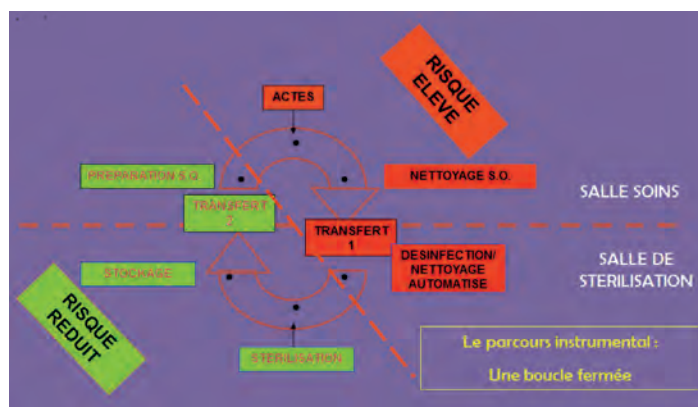 RISQUE
ELEVE
ACTES
PREPARATION S.O.
NETTOYAGE S.O.
SALLE SOINS
TRANSFERT
2
TRANSFERT
1
SALLE DE
STERILISATION
STOCKAGE
DESINFECTION/
NETTOYAGE
AUTOMATISE
RISQUE
REDUIT
STERILISATION
Le parcours instrumental :
Une boucle fermée